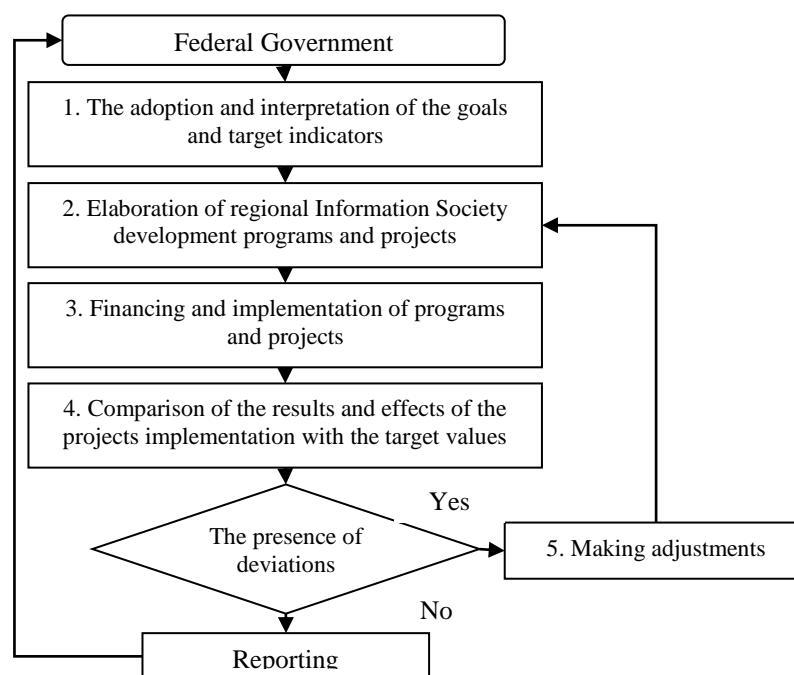 Federal Government
1. The adoption and interpretation of the goals
and target indicators
2. Elaboration of regional Information Society
development programs and projects
3. Financing and implementation of programs
and projects
4. Comparison of the results and effects of the
projects implementation with the target values
Yes
The presence of
deviations
5. Making adjustments
No
Reporting